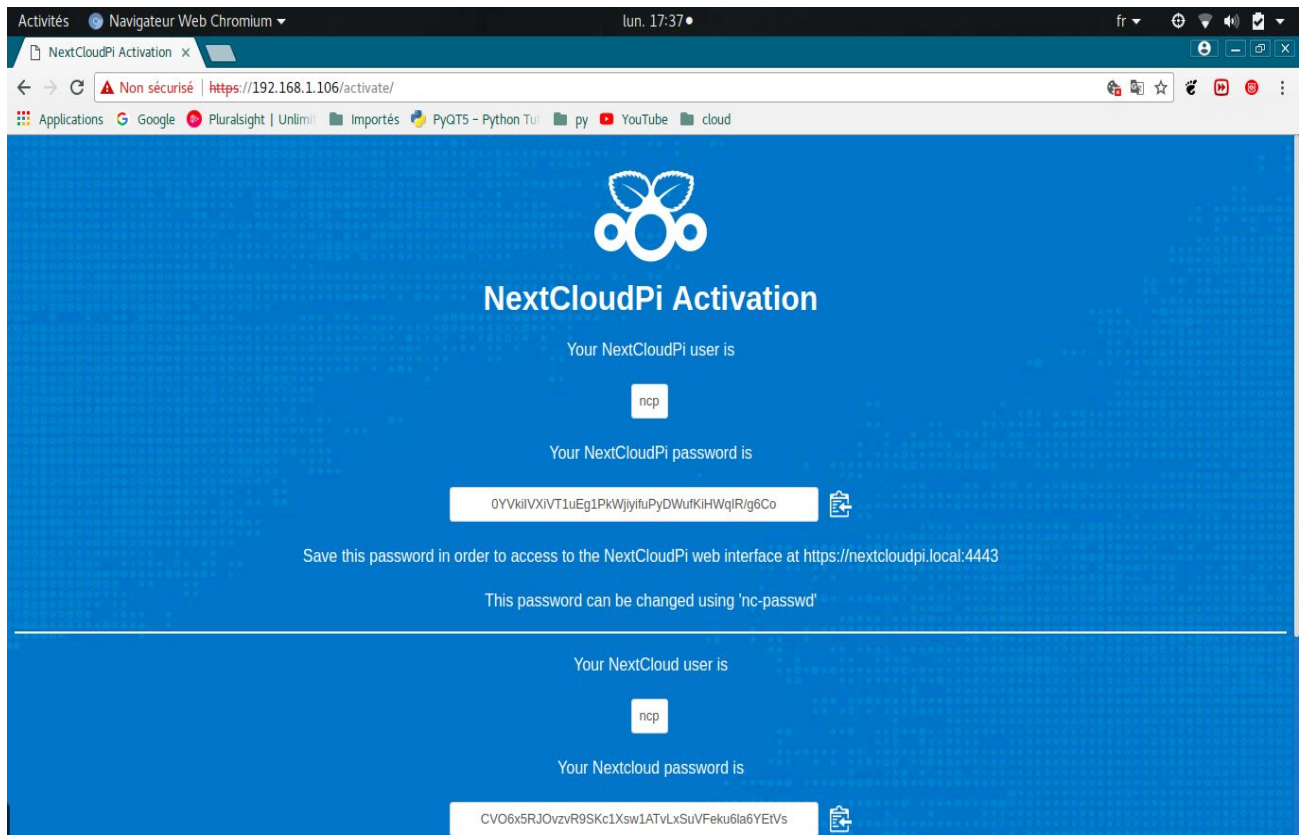 Activités Navigateur Web Chromium lun. 17:37 fr
NextCloudPi Activation
Non sécurisé | https://192.168.1.106/activate/
Applications Google Pluralsight | Unlimi Importés PyQT5 - Python Tu py YouTube cloud
NextCloudPi Activation
Your NextCloudPi user is
ncp
Your NextCloudPi password is
Save this password in order to access to the NextCloudPi web interface at https://nextcloudpi.local:4443
This password can be changed using 'nc-passwd'
Your NextCloud user is
ncp
Your Nextcloud password is